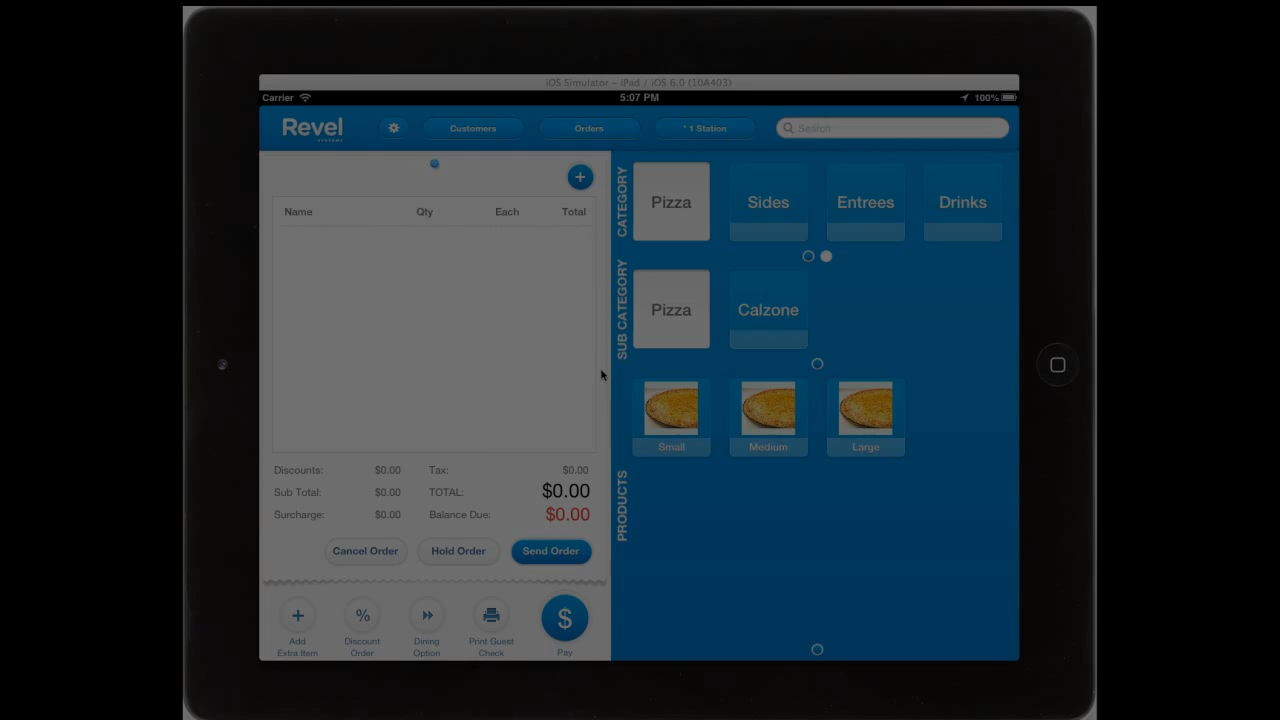 iOS Simulator – iPad / iOS 6.0 (10A403)
Carrier 5:07 PM 100%
Revel SYSTEMS Customers Orders * 1 Station Search
CATEGORY Pizza Sides Entrees Drinks
Name Qty Each Total
SUB CATEGORY Pizza Calzone
Small Medium Large
PRODUCTS
Discounts: $0.00 Tax: $0.00
Sub Total: $0.00 TOTAL: $0.00
Surcharge: $0.00 Balance Due: $0.00
Cancel Order Hold Order Send Order
% $
Add Discount Dining Print Guest Pay
Extra Item Order Option Check